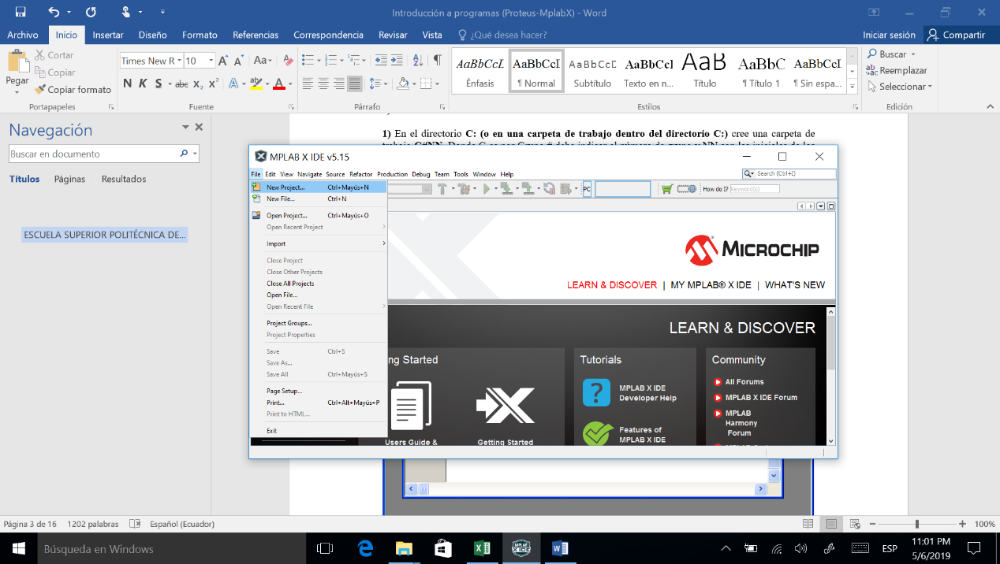 Introducción a programas (Proteus-MplabX) - Word
Archivo Inicio Insertar Diseño Formato Referencias Correspondencia Revisar Vista ¿Qué desea hacer? Iniciar sesión Compartir
Pegar
Cortar
Copiar
Copiar formato
Portapapeles
Times New R 10
N K S abc
Fuente
Párrafo
AaBbCcL AaBbCcI AaBbCcD AaBbCcI AaB AaBbC AaBbCcI
Énfasis ¶ Normal Subtítulo Texto en n... Título ¶ Título 1 ¶ Sin espa...
Estilos
Buscar
Reemplazar
Seleccionar
Edición
Navegación
Buscar en documento
Títulos Páginas Resultados
ESCUELA SUPERIOR POLITÉCNICA DE...
1) En el directorio C: (o en una carpeta de trabajo dentro del directorio C:) cree una carpeta de
MPLAB X IDE v5.15
File Edit View Navigate Source Refactor Production Debug Team Tools Window Help
Search (Ctrl+I)
PC
How do I? Keyword(s)
New Project... Ctrl+Mayús+N
New File... Ctrl+N
Open Project... Ctrl+Mayús+O
Open Recent Project
Import
Close Project
Close Other Projects
Close All Projects
Open File...
Open Recent File
Project Groups...
Project Properties
Save Ctrl+S
Save As...
Save All Ctrl+Mayús+S
Page Setup...
Print... Ctrl+Alt+Mayús+P
Print to HTML...
Exit
MICROCHIP
LEARN & DISCOVER | MY MPLAB® X IDE | WHAT'S NEW
LEARN & DISCOVER
ng Started
Users Guide &
Getting Started
Tutorials
MPLAB X IDE
Developer Help
Features of
MPLAB X IDE
Community
All Forums
MPLAB X IDE Forum
MPLAB
Harmony
Forum
Página 3 de 16 1202 palabras Español (Ecuador) 100%
Búsqueda en Windows
MPLAB
X IDE
ESP
11:01 PM
5/6/2019